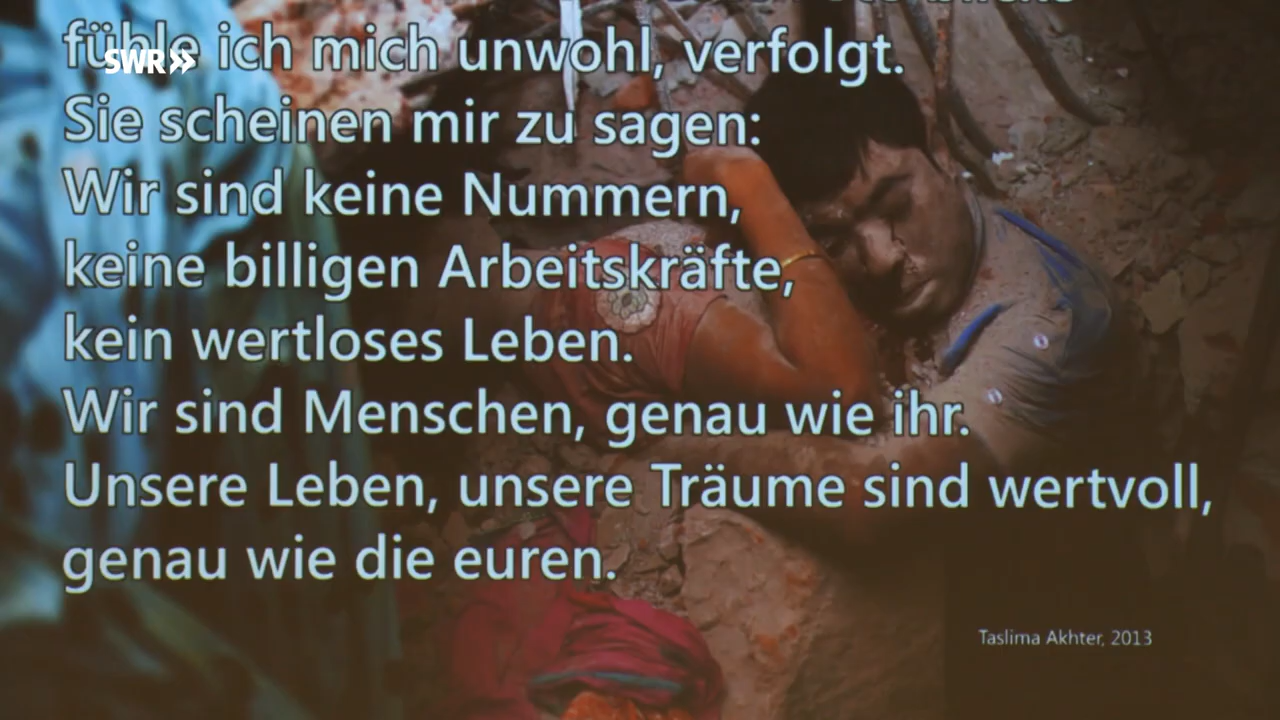 fühle ich mich unwohl, verfolgt.
SWR
Sie scheinen mir zu sagen:
Wir sind keine Nummern,
keine billigen Arbeitskräfte,
kein wertloses Leben.
Wir sind Menschen, genau wie ihr.
Unsere Leben, unsere Träume sind wertvoll,
genau wie die euren.
Taslima Akhter, 2013